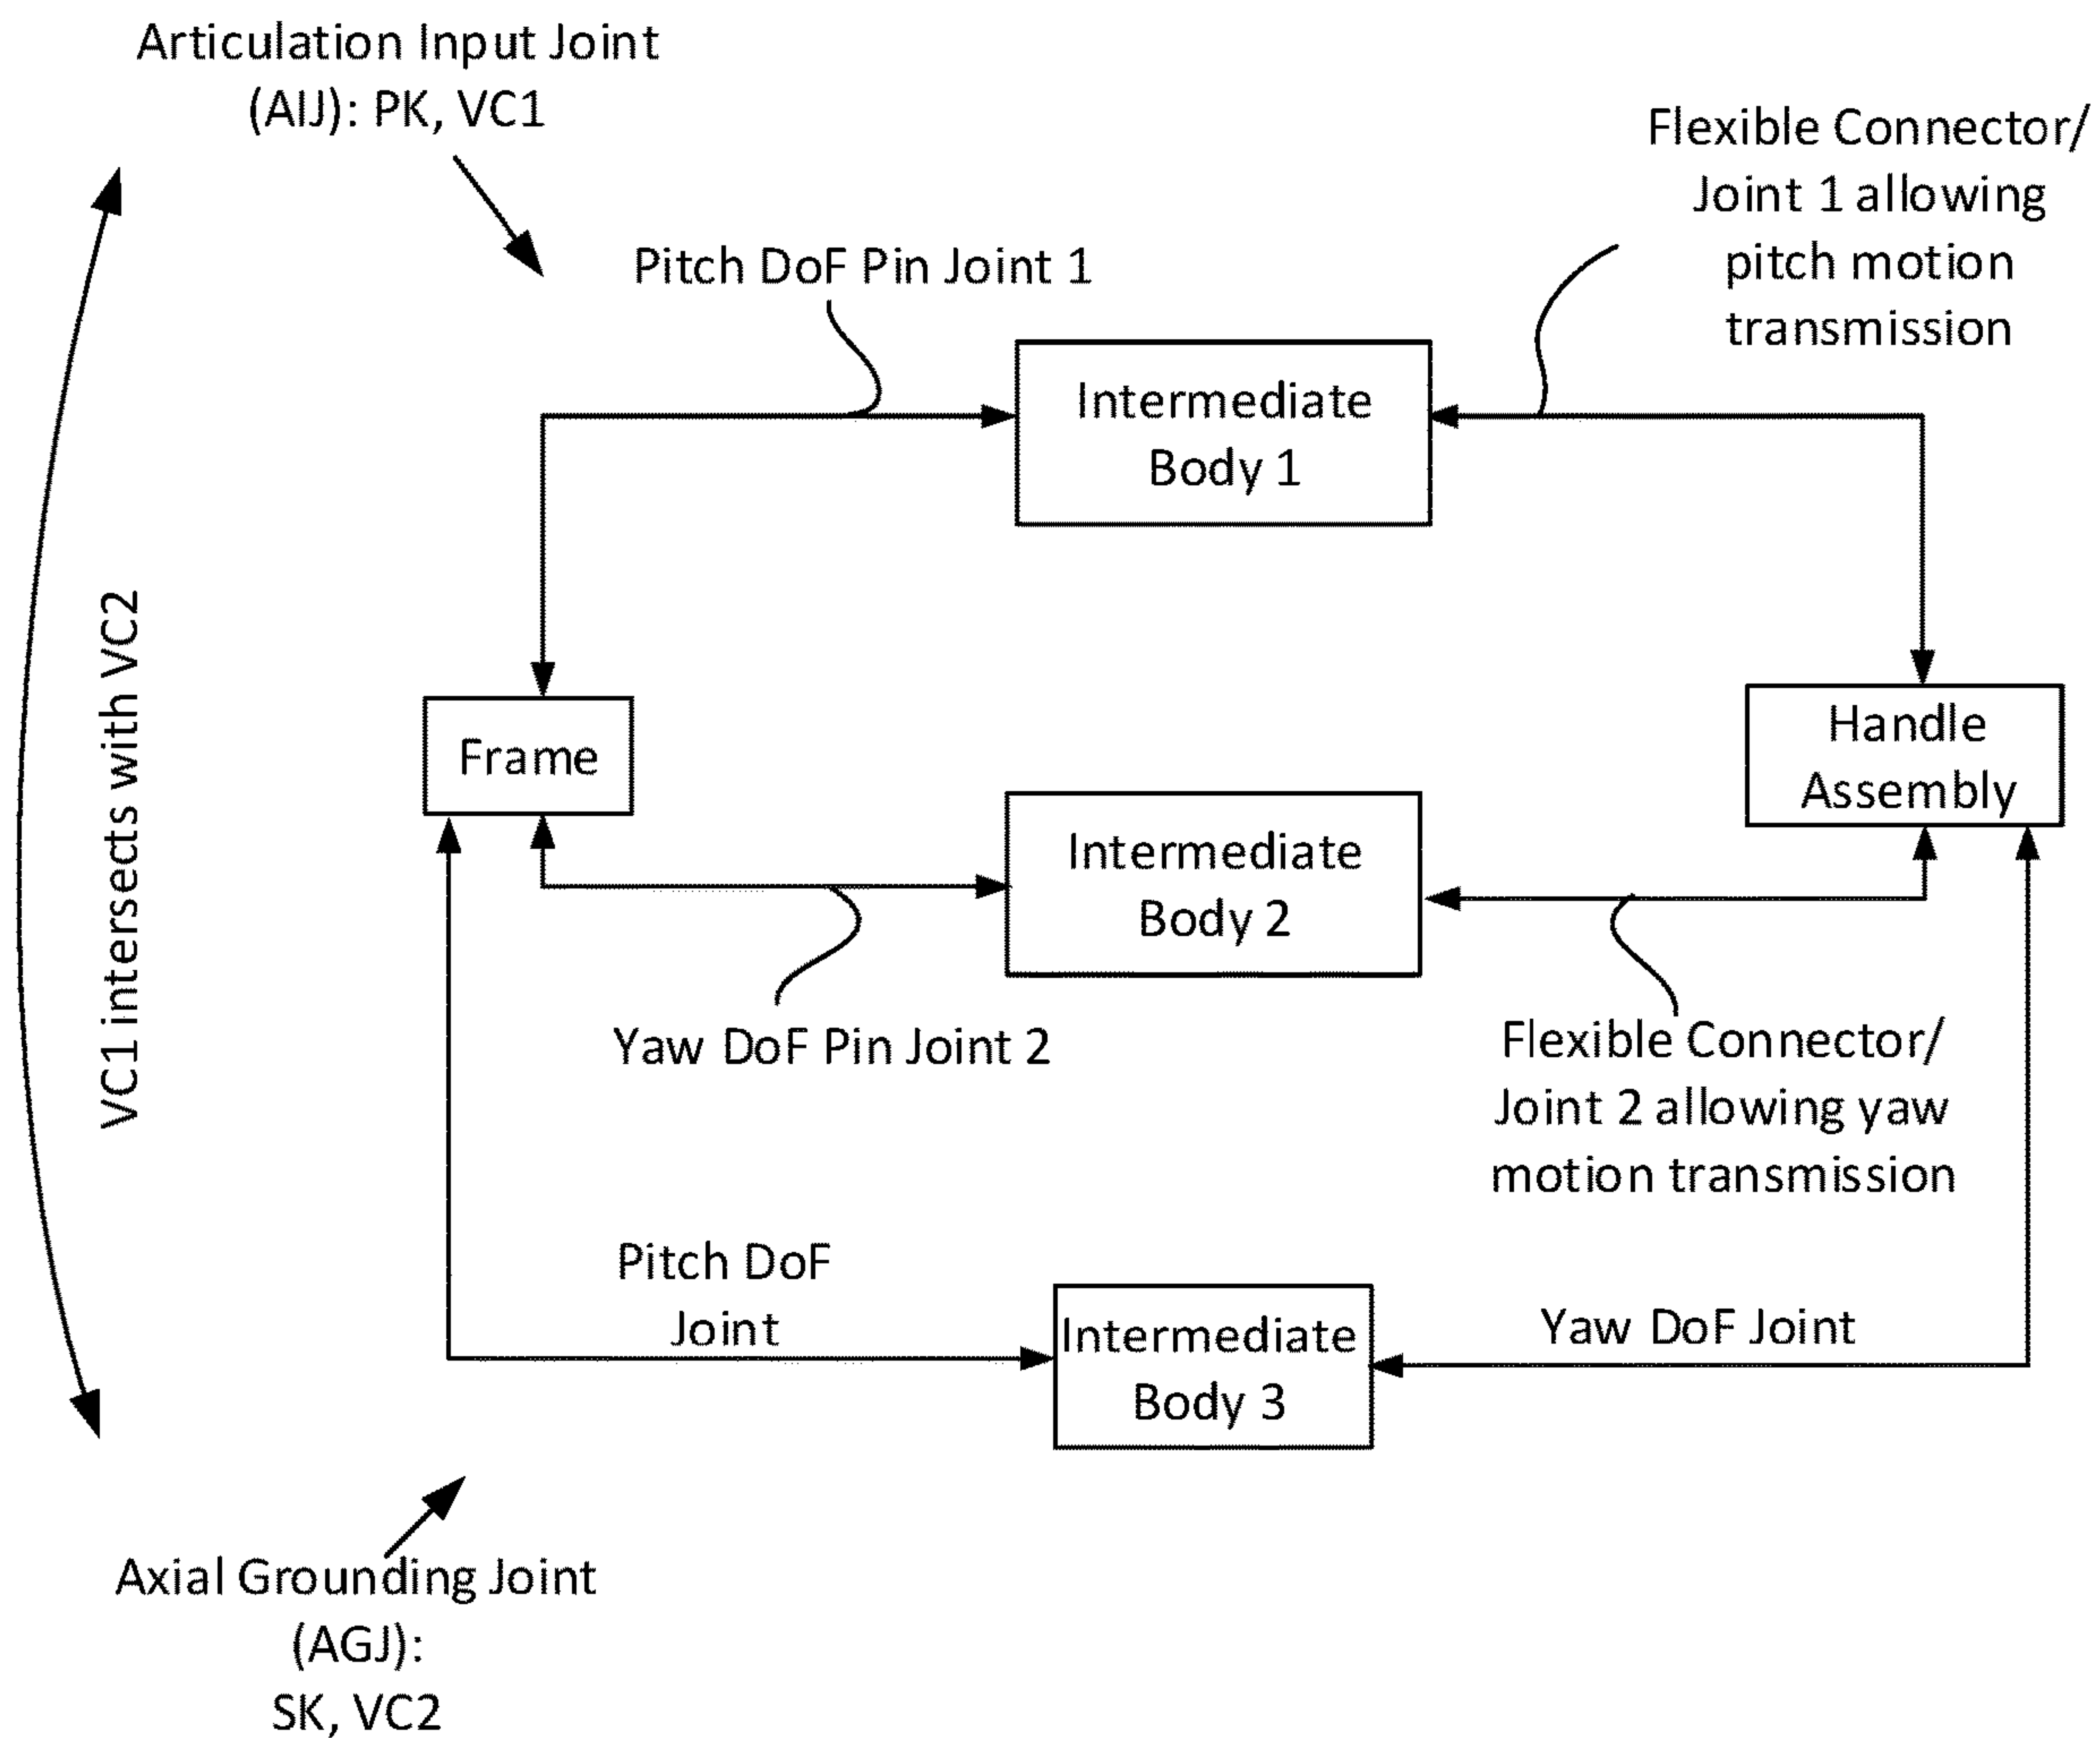 Articulation Input Joint
(AIJ): PK, VC1
Flexible Connector/
Joint 1 allowing
pitch motion
transmission
Pitch DoF Pin Joint 1
Intermediate
Body 1
VC1 intersects with VC2
Frame
Handle
Assembly
Intermediate
Body 2
Yaw DoF Pin Joint 2
Flexible Connector/
Joint 2 allowing yaw
motion transmission
Pitch DoF
Joint
Intermediate
Body 3
Yaw DoF Joint
Axial Grounding Joint
(AGJ):
SK, VC2